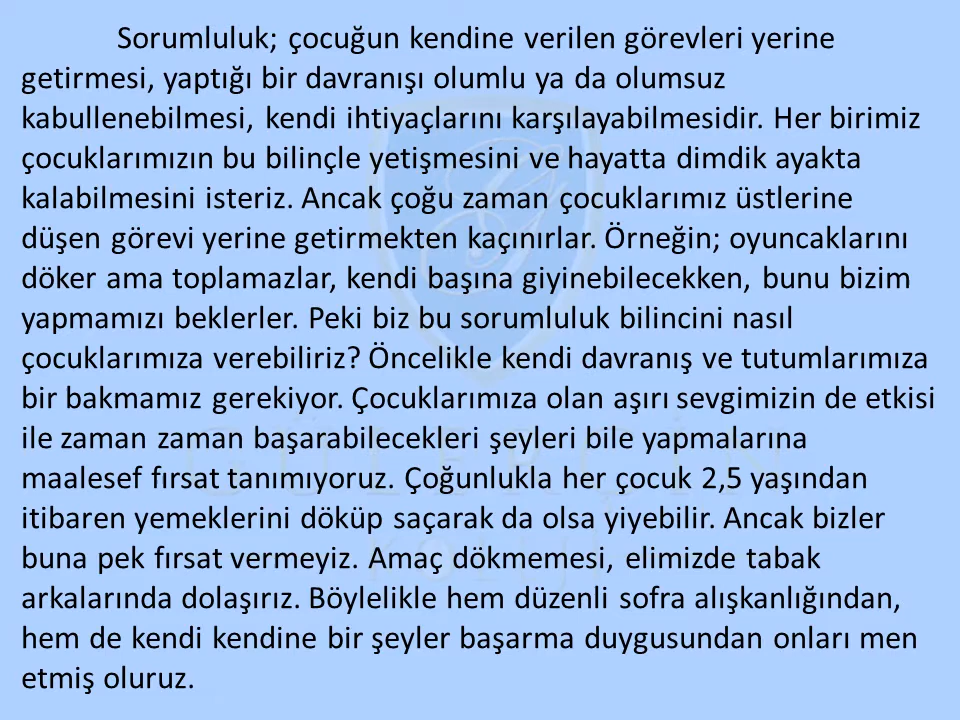 Sorumluluk; çocuğun kendine verilen görevleri yerine
getirmesi, yaptığı bir davranışı olumlu ya da olumsuz
kabullenebilmesi, kendi ihtiyaçlarını karşılayabilmesidir. Her birimiz
çocuklarımızın bu bilinçle yetişmesini ve hayatta dimdik ayakta
kalabilmesini isteriz. Ancak çoğu zaman çocuklarımız üstlerine
düşen görevi yerine getirmekten kaçınırlar. Örneğin; oyuncaklarını
döker ama toplamazlar, kendi başına giyinebilecekken, bunu bizim
yapmamızı beklerler. Peki biz bu sorumluluk bilincini nasıl
çocuklarımıza verebiliriz? Öncelikle kendi davranış ve tutumlarımıza
bir bakmamız gerekiyor. Çocuklarımıza olan aşırı sevgimizin de etkisi
ile zaman zaman başarabilecekleri şeyleri bile yapmalarına
maalesef fırsat tanımıyoruz. Çoğunlukla her çocuk 2,5 yaşından
itibaren yemeklerini döküp saçarak da olsa yiyebilir. Ancak bizler
buna pek fırsat vermeyiz. Amaç dökmemesi, elimizde tabak
arkalarında dolaşırız. Böylelikle hem düzenli sofra alışkanlığından,
hem de kendi kendine bir şeyler başarma duygusundan onları men
etmiş oluruz.